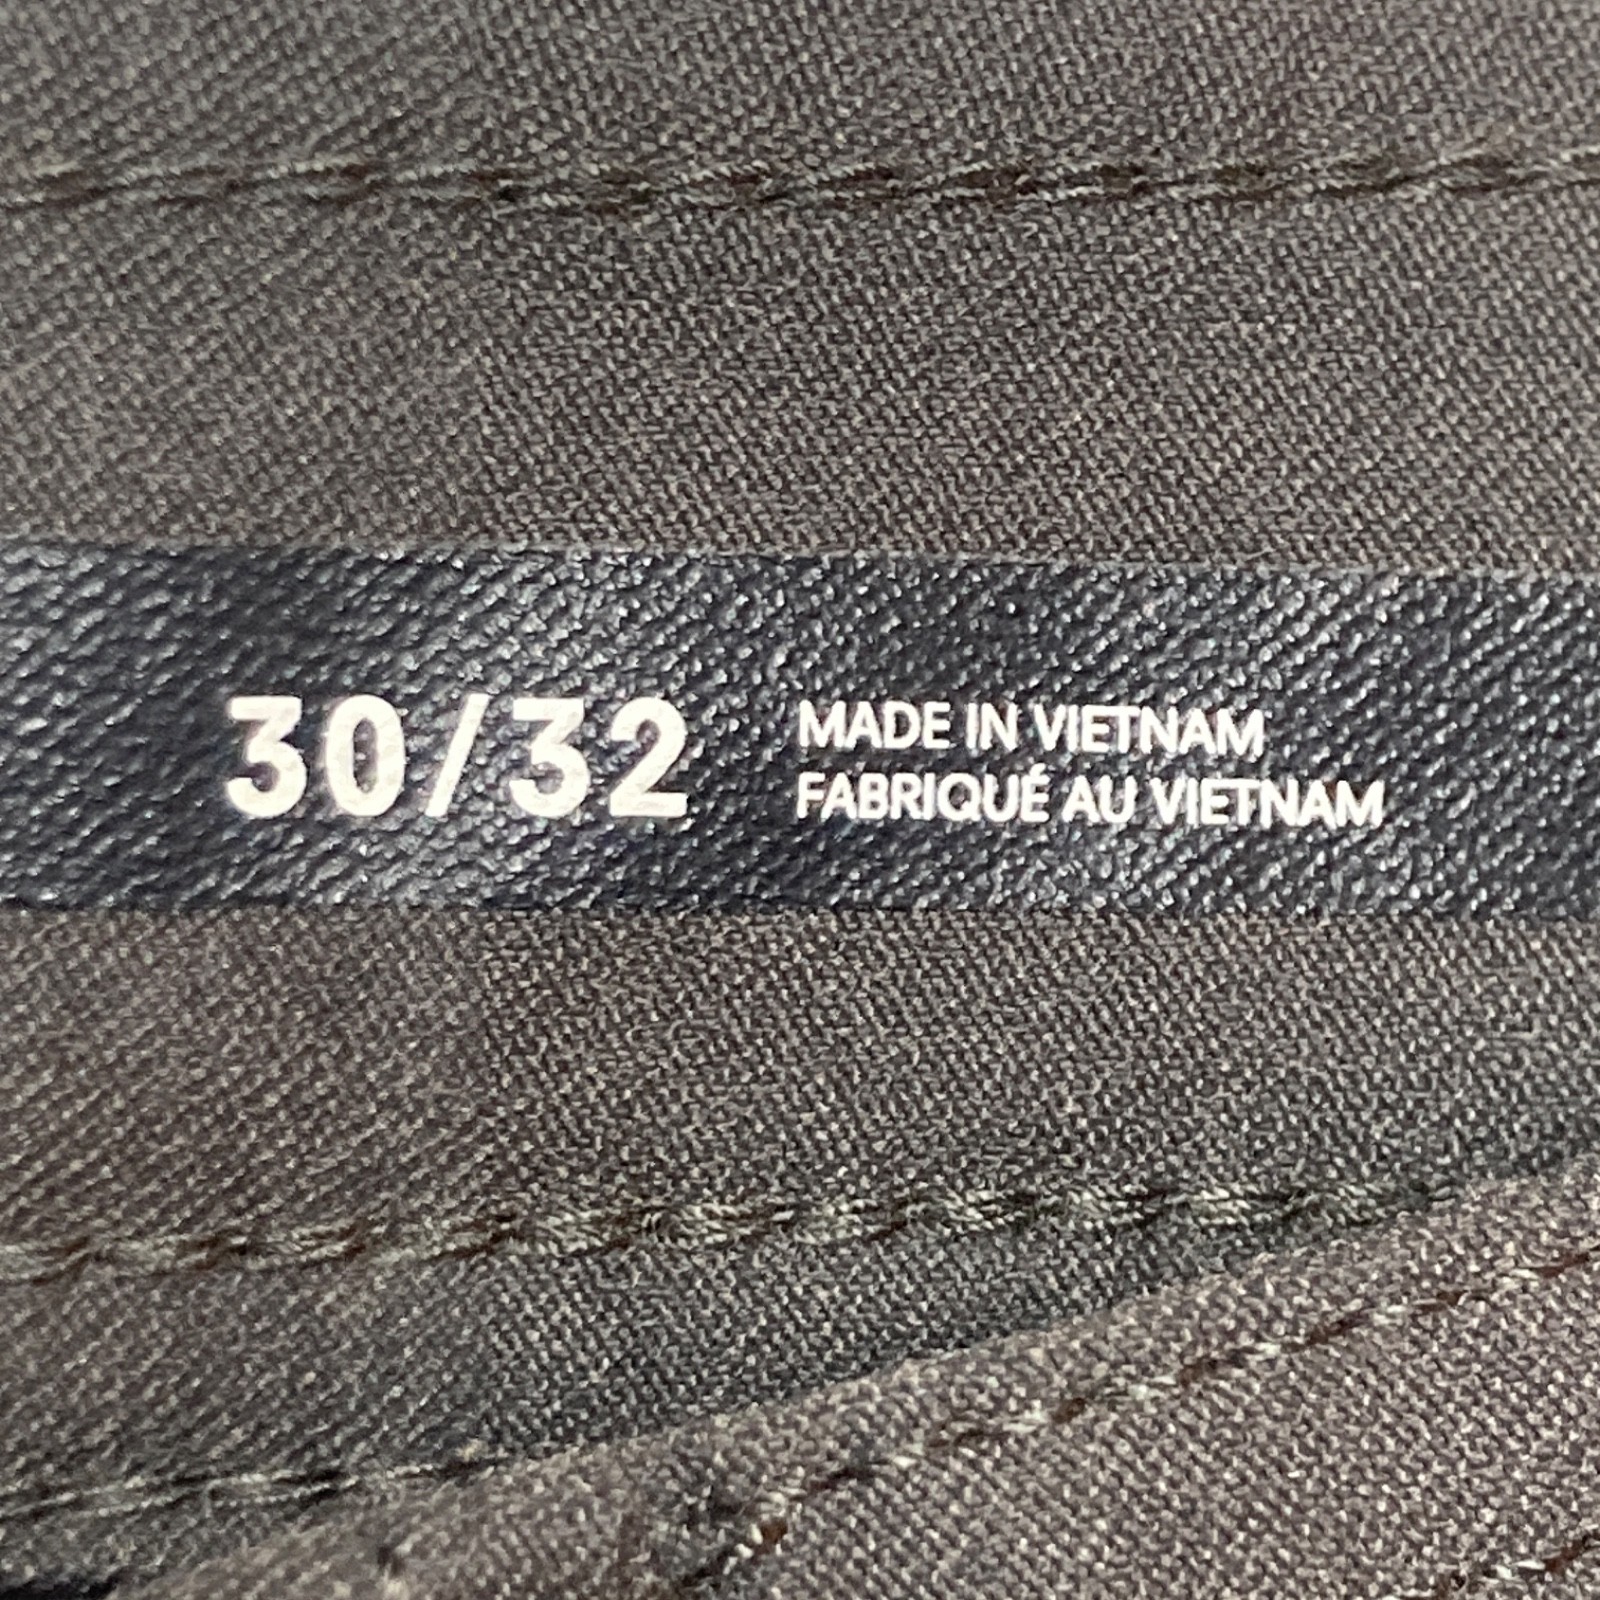 30/32
MADE IN VIETNAM
FABRIQUÉ AU VIETNAM